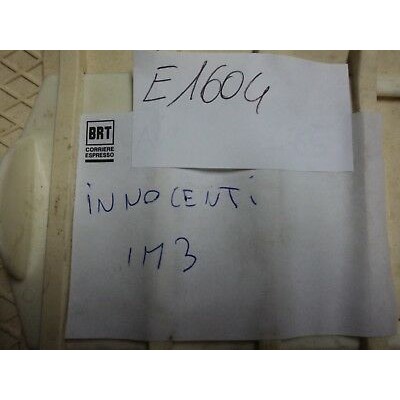 E1604
BRT
CORRIERE
ESPRESSO
iNNOCENTi
IM3